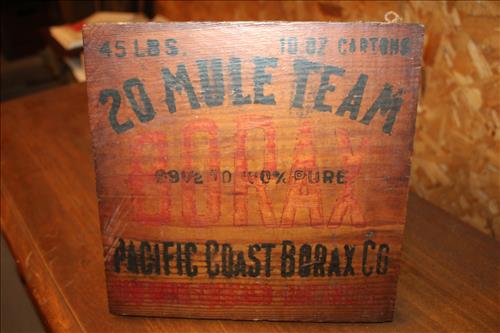 45 LBS. 10 OZ CARTONS
20 MULE TEAM
BORAX
99½ TO 100% PURE
PACIFIC COAST BORAX CO